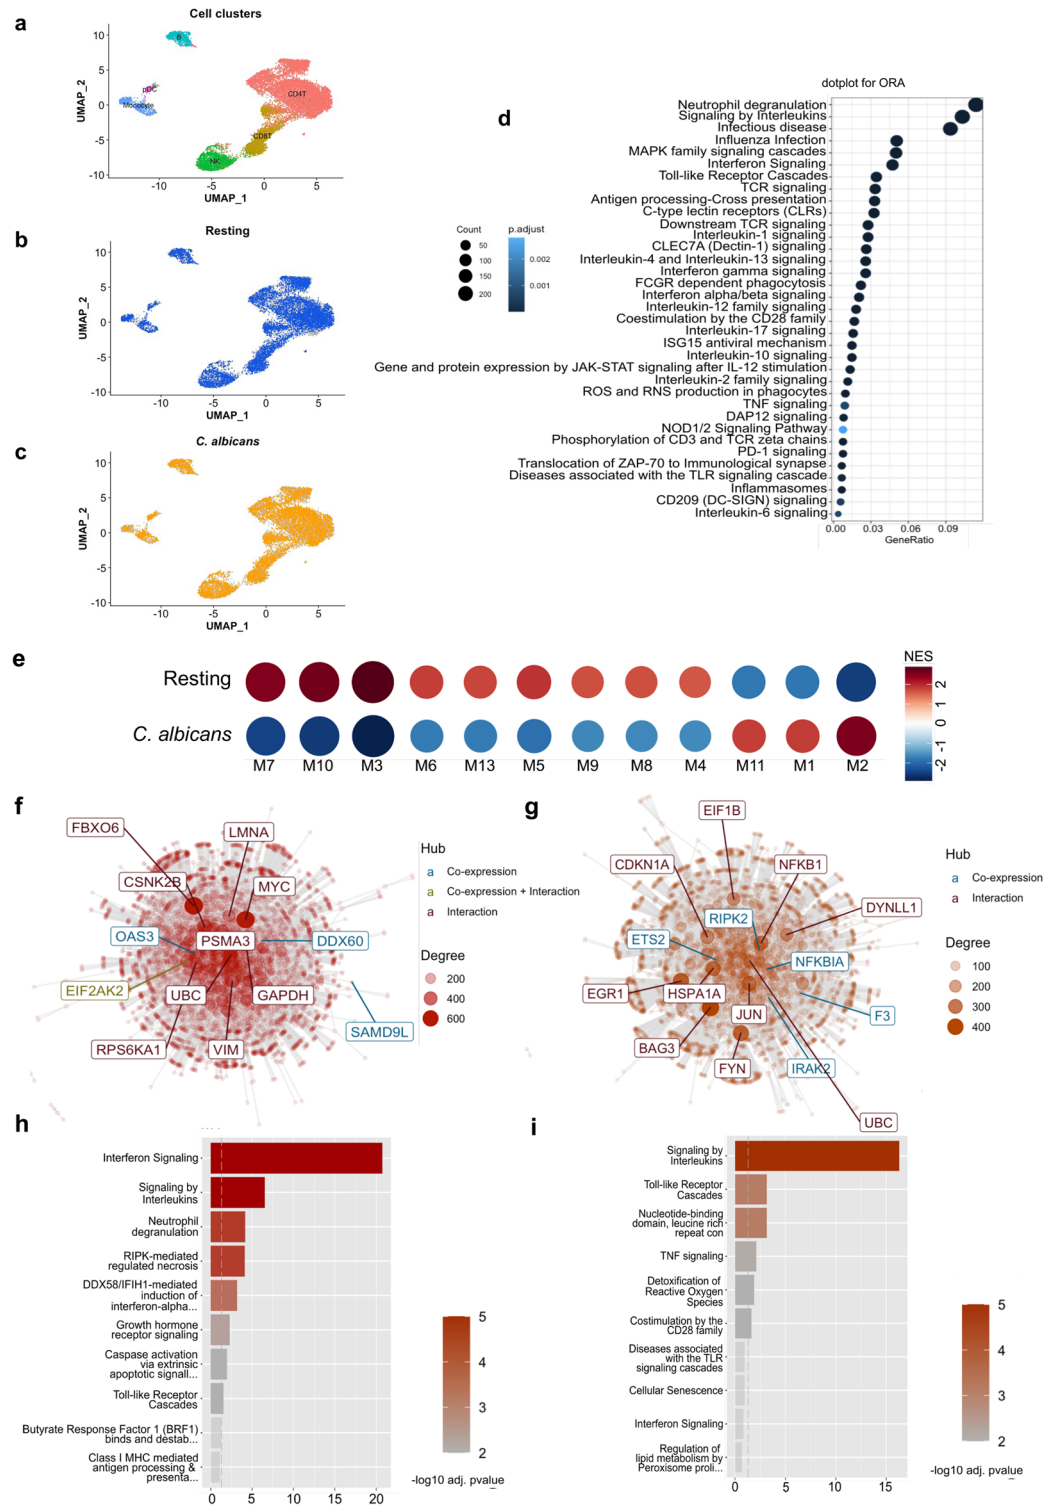 a
Cell clusters
UMAP_2
10
5
0
-5
-10
B
pDC
Monocyte
CD4T
CD8T
NK
-10
-5
0
5
UMAP_1
b
Resting
UMAP_2
10
5
0
-5
-10
-10
-5
0
5
UMAP_1
c
C. albicans
UMAP_2
10
5
0
-5
-10
-10
-5
0
5
UMAP_1
d
dotplot for ORA
Neutrophil degranulation
Signaling by Interleukins
Infectious disease
Influenza Infection
MAPK family signaling cascades
Interferon Signaling
Toll-like Receptor Cascades
TCR signaling
Antigen processing-Cross presentation
C-type lectin receptors (CLRs)
Downstream TCR signaling
Interleukin-1 signaling
CLEC7A (Dectin-1) signaling
Interleukin-4 and Interleukin-13 signaling
Interferon gamma signaling
FCGR dependent phagocytosis
Interferon alpha/beta signaling
Interleukin-12 family signaling
Coestimulation by the CD28 family
Interleukin-17 signaling
ISG15 antiviral mechanism
Interleukin-10 signaling
Gene and protein expression by JAK-STAT signaling after IL-12 stimulation
Interleukin-2 family signaling
ROS and RNS production in phagocytes
TNF signaling
DAP12 signaling
NOD1/2 Signaling Pathway
Phosphorylation of CD3 and TCR zeta chains
PD-1 signaling
Translocation of ZAP-70 to Immunological synapse
Diseases associated with the TLR signaling cascade
Inflammasomes
CD209 (DC-SIGN) signaling
Interleukin-6 signaling
0.00
0.03
0.06
0.09
GeneRatio
Count
50
100
150
200
p.adjust
0.002
0.001
e
Resting
C. albicans
M7
M10
M3
M6
M13
M5
M9
M8
M4
M11
M1
M2
NES
2
1
0
-1
-2
f
FBXO6
LMNA
CSNK2B
MYC
OAS3
PSMA3
DDX60
EIF2AK2
UBC
GAPDH
SAMD9L
RPS6KA1
VIM
Hub
a Co-expression
a Co-expression + Interaction
a Interaction
Degree
200
400
600
g
EIF1B
CDKN1A
NFKB1
DYNLL1
RIPK2
ETS2
NFKBIA
EGR1
HSPA1A
F3
JUN
BAG3
FYN
IRAK2
UBC
Hub
a Co-expression
a Interaction
Degree
100
200
300
400
h
Interferon Signaling
Signaling by
Interleukins
Neutrophil
degranulation
RIPK-mediated
regulated necrosis
DDX58/IFIH1-mediated
induction of
interferon-alpha...
Growth hormone
receptor signaling
Caspase activation
via extrinsic
apoptotic signall...
Toll-like Receptor
Cascades
Butyrate Response Factor 1 (BRF1)
binds and destab...
Class I MHC mediated
antigen processing &
presenta...
0
5
10
15
20
5
4
3
2
-log10 adj. pvalue
i
Signaling by
Interleukins
Toll-like Receptor
Cascades
Nucleotide-binding
domain, leucine rich
repeat con
TNF signaling
Detoxification of
Reactive Oxygen
Species
Costimulation by the
CD28 family
Diseases associated
with the TLR
signaling cascades
Cellular Senescence
Interferon Signaling
Regulation of
lipid metabolism by
Peroxisome proli...
0
5
10
15
5
4
3
2
-log10 adj. pvalue